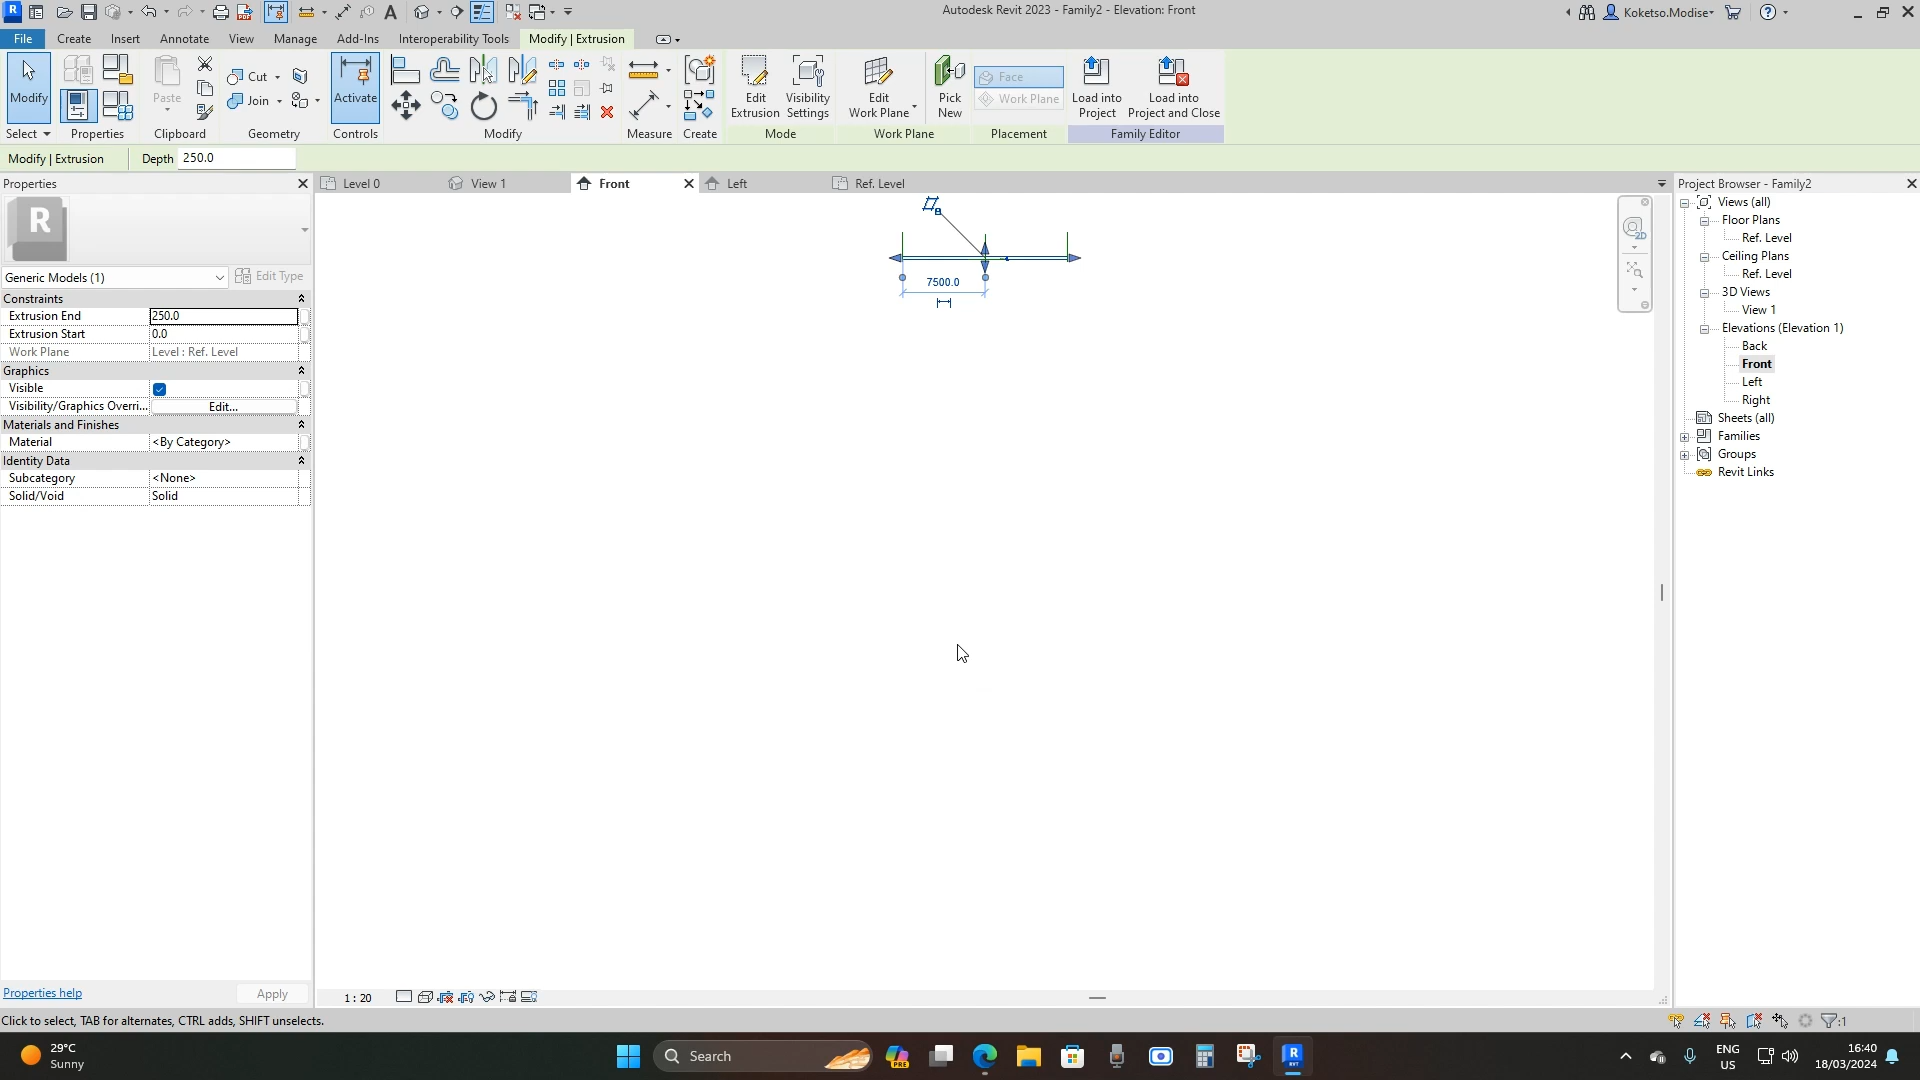 Autodesk Revit 2023 - Family2 - Elevation: Front
Koketso.Modise
File Create Insert Annotate View Manage Add-Ins Interoperability Tools Modify | Extrusion
Modify
Paste
Cut
Join
Activate
Edit Extrusion
Visibility Settings
Edit Work Plane
Pick New
Face
Work Plane
Load into Project
Load into Project and Close
Select Properties Clipboard Geometry Controls Modify Measure Create Mode Work Plane Placement Family Editor
Modify | Extrusion Depth 250.0
Properties
R
Generic Models (1)
Edit Type
Constraints
Extrusion End 250.0
Extrusion Start 0.0
Work Plane Level : Ref. Level
Graphics
Visible
Visibility/Graphics Overri... Edit...
Materials and Finishes
Material <By Category>
Identity Data
Subcategory <None>
Solid/Void Solid
Properties help
Apply
Level 0 View 1 Front Left Ref. Level
7500.0
2D
1 : 20
Project Browser - Family2
Views (all)
Floor Plans
Ref. Level
Ceiling Plans
Ref. Level
3D Views
View 1
Elevations (Elevation 1)
Back
Front
Left
Right
Sheets (all)
Families
Groups
Revit Links
Click to select, TAB for alternates, CTRL adds, SHIFT unselects.
:1
29°C
Sunny
Search
PRE
R
RVT
ENG
US
16:40
18/03/2024